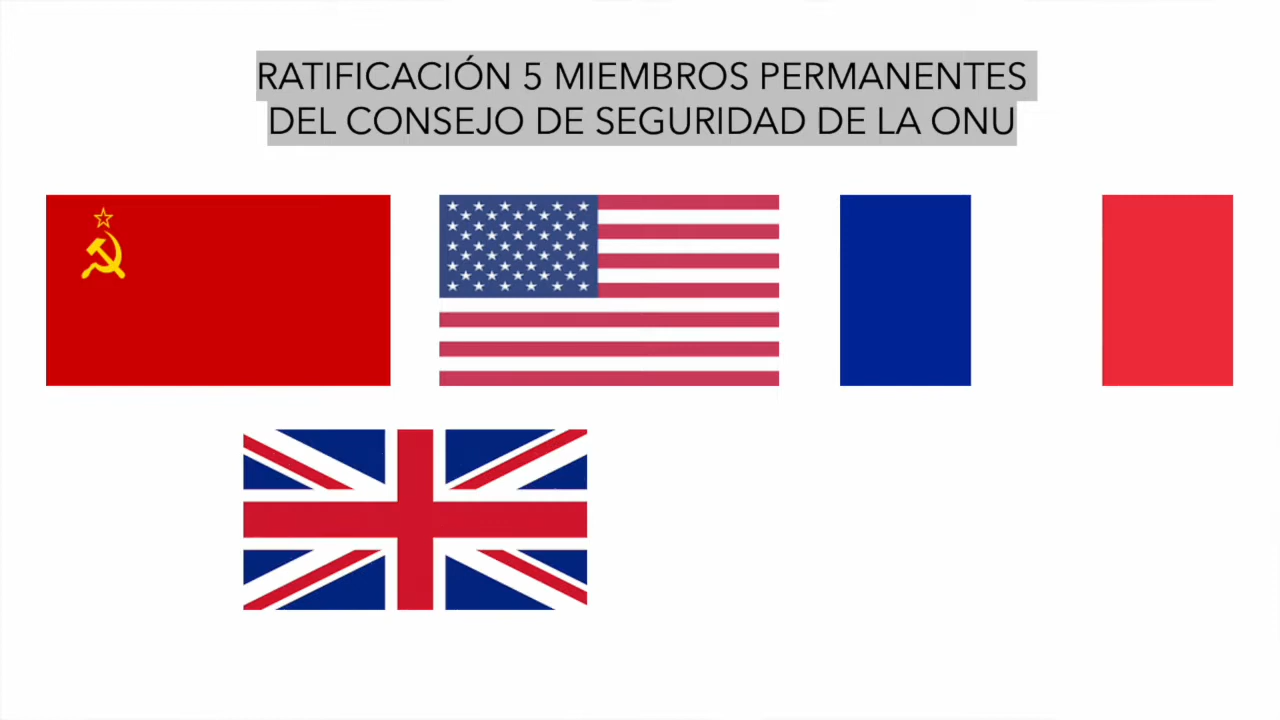 RATIFICACIÓN 5 MIEMBROS PERMANENTES
DEL CONSEJO DE SEGURIDAD DE LA ONU